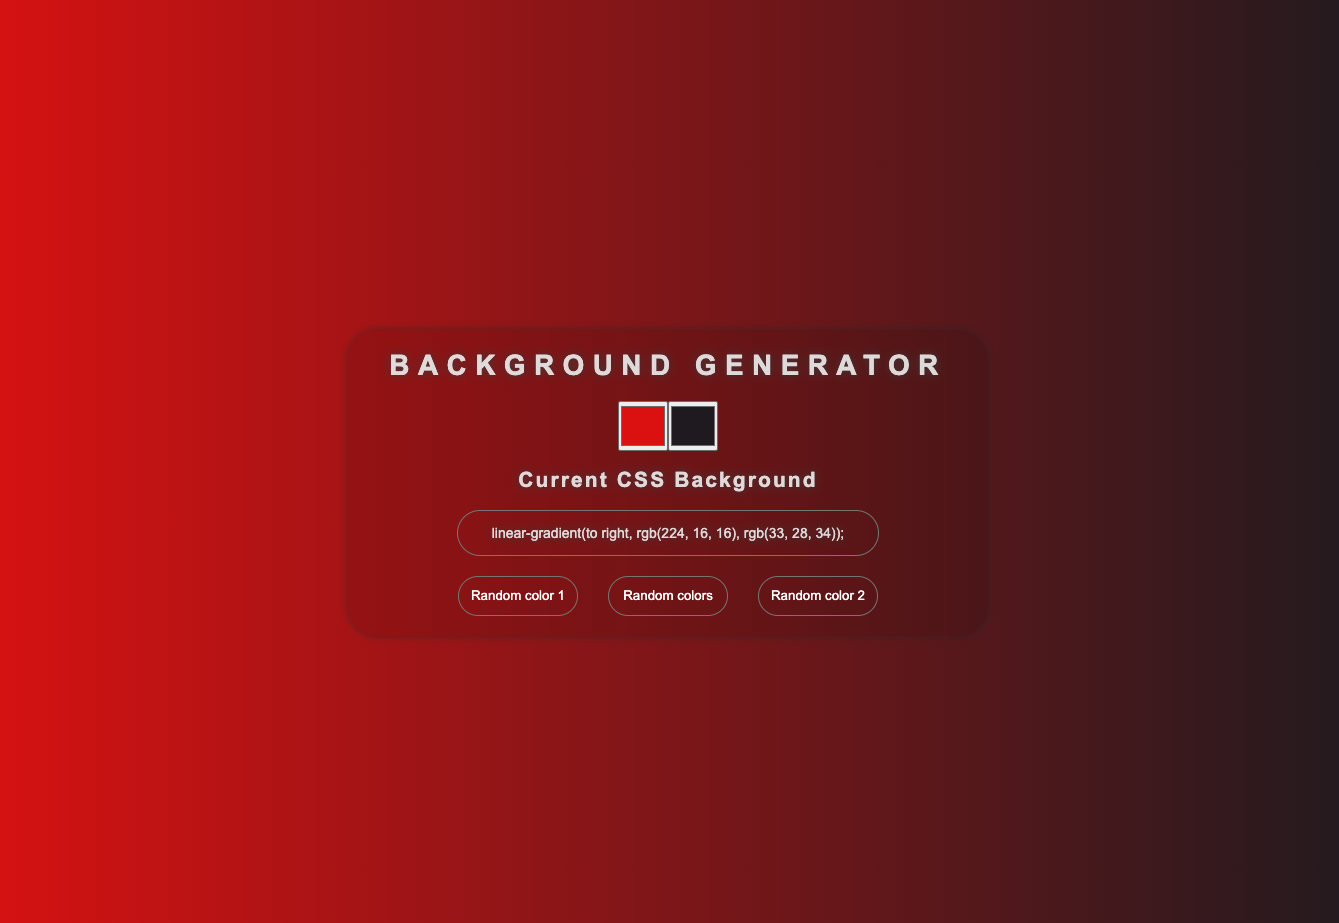 BACKGROUND GENERATOR
Current CSS Background
linear-gradient(to right, rgb(224, 16, 16), rgb(33, 28, 34));
Random color 1
Random colors
Random color 2